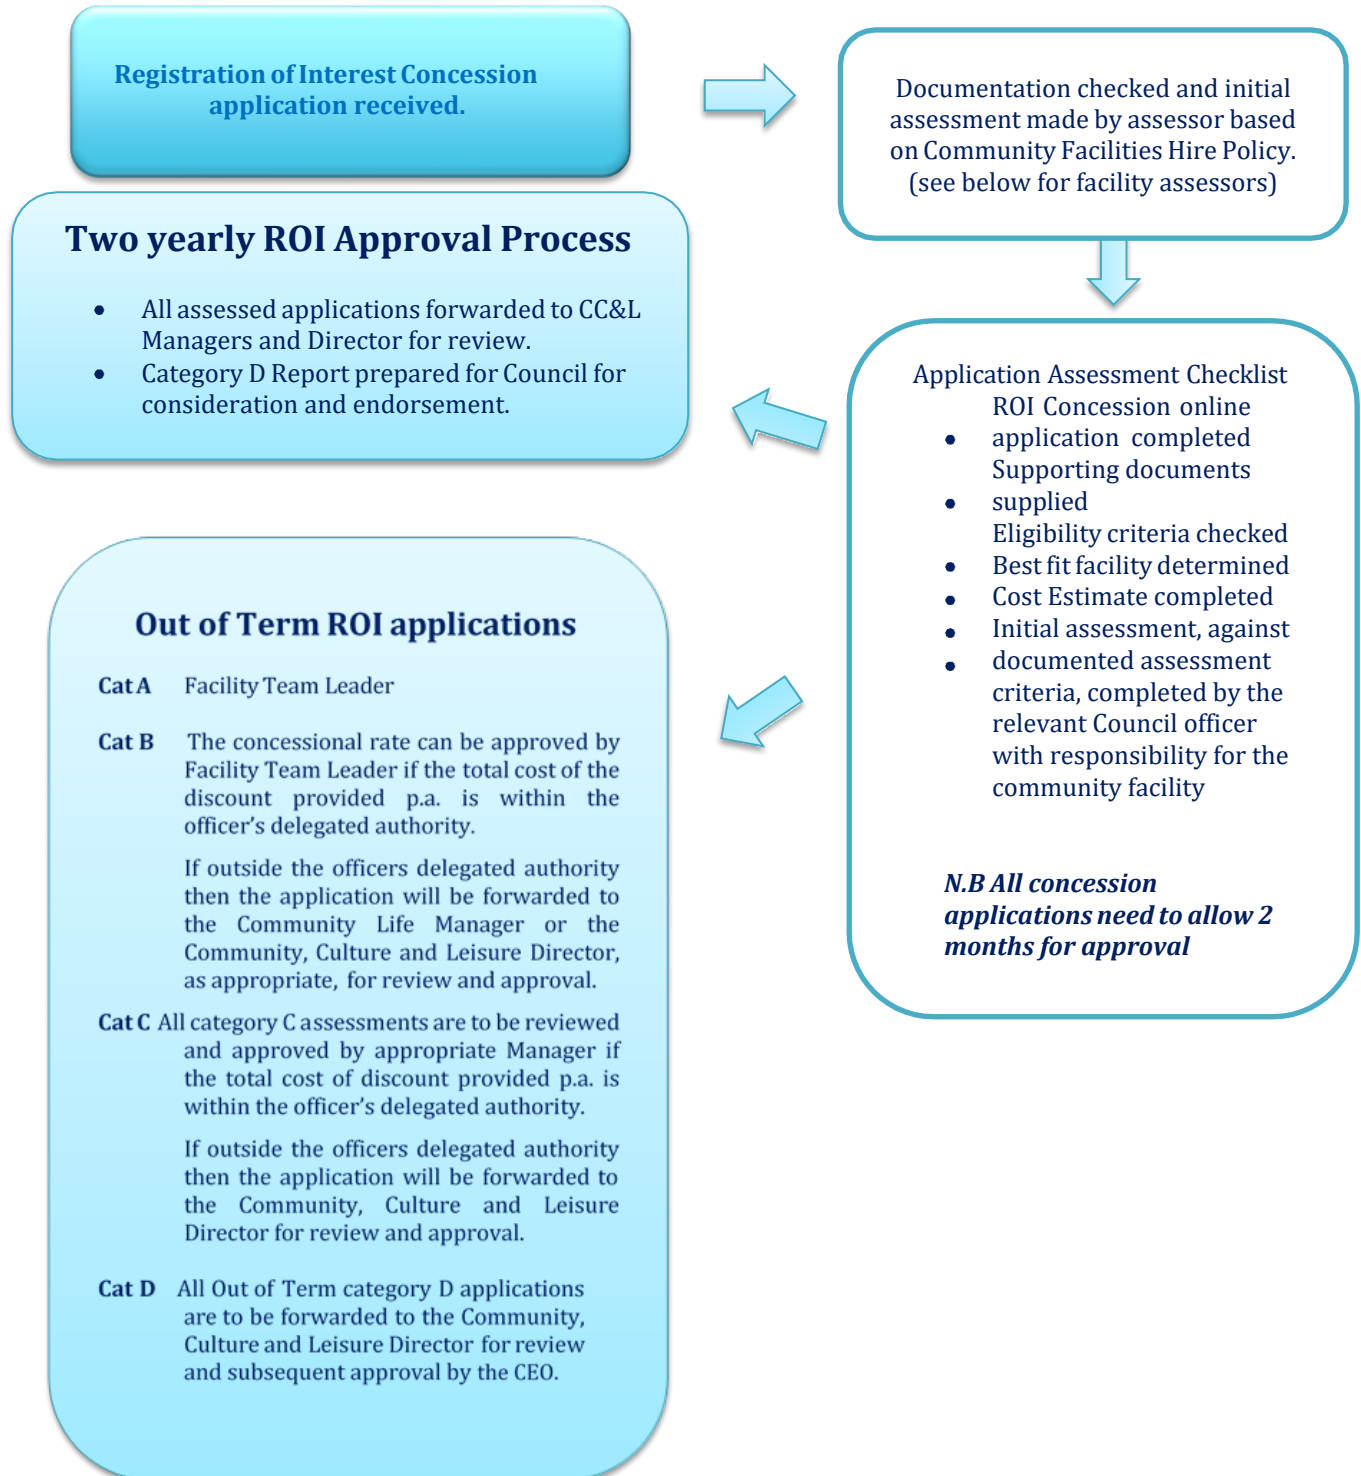 Registration of Interest Concession
application received.
Documentation checked and initial
assessment made by assessor based
on Community Facilities Hire Policy.
(see below for facility assessors)
Two yearly ROI Approval Process
• All assessed applications forwarded to CC&L
Managers and Director for review.
• Category D Report prepared for Council for
consideration and endorsement.
Application Assessment Checklist
ROI Concession online
• application completed
Supporting documents
• supplied
Eligibility criteria checked
• Best fit facility determined
• Cost Estimate completed
• Initial assessment, against
• documented assessment
criteria, completed by the
relevant Council officer
with responsibility for the
community facility
N.B All concession
applications need to allow 2
months for approval
Out of Term ROI applications
Cat A Facility Team Leader
Cat B The concessional rate can be approved by
Facility Team Leader if the total cost of the
discount provided p.a. is within the
officer's delegated authority.
If outside the officers delegated authority
then the application will be forwarded to
the Community Life Manager or the
Community, Culture and Leisure Director,
as appropriate, for review and approval.
Cat C All category C assessments are to be reviewed
and approved by appropriate Manager if
the total cost of discount provided p.a. is
within the officer's delegated authority.
If outside the officers delegated authority
then the application will be forwarded to
the Community, Culture and Leisure
Director for review and approval.
Cat D All Out of Term category D applications
are to be forwarded to the Community,
Culture and Leisure Director for review
and subsequent approval by the CEO.